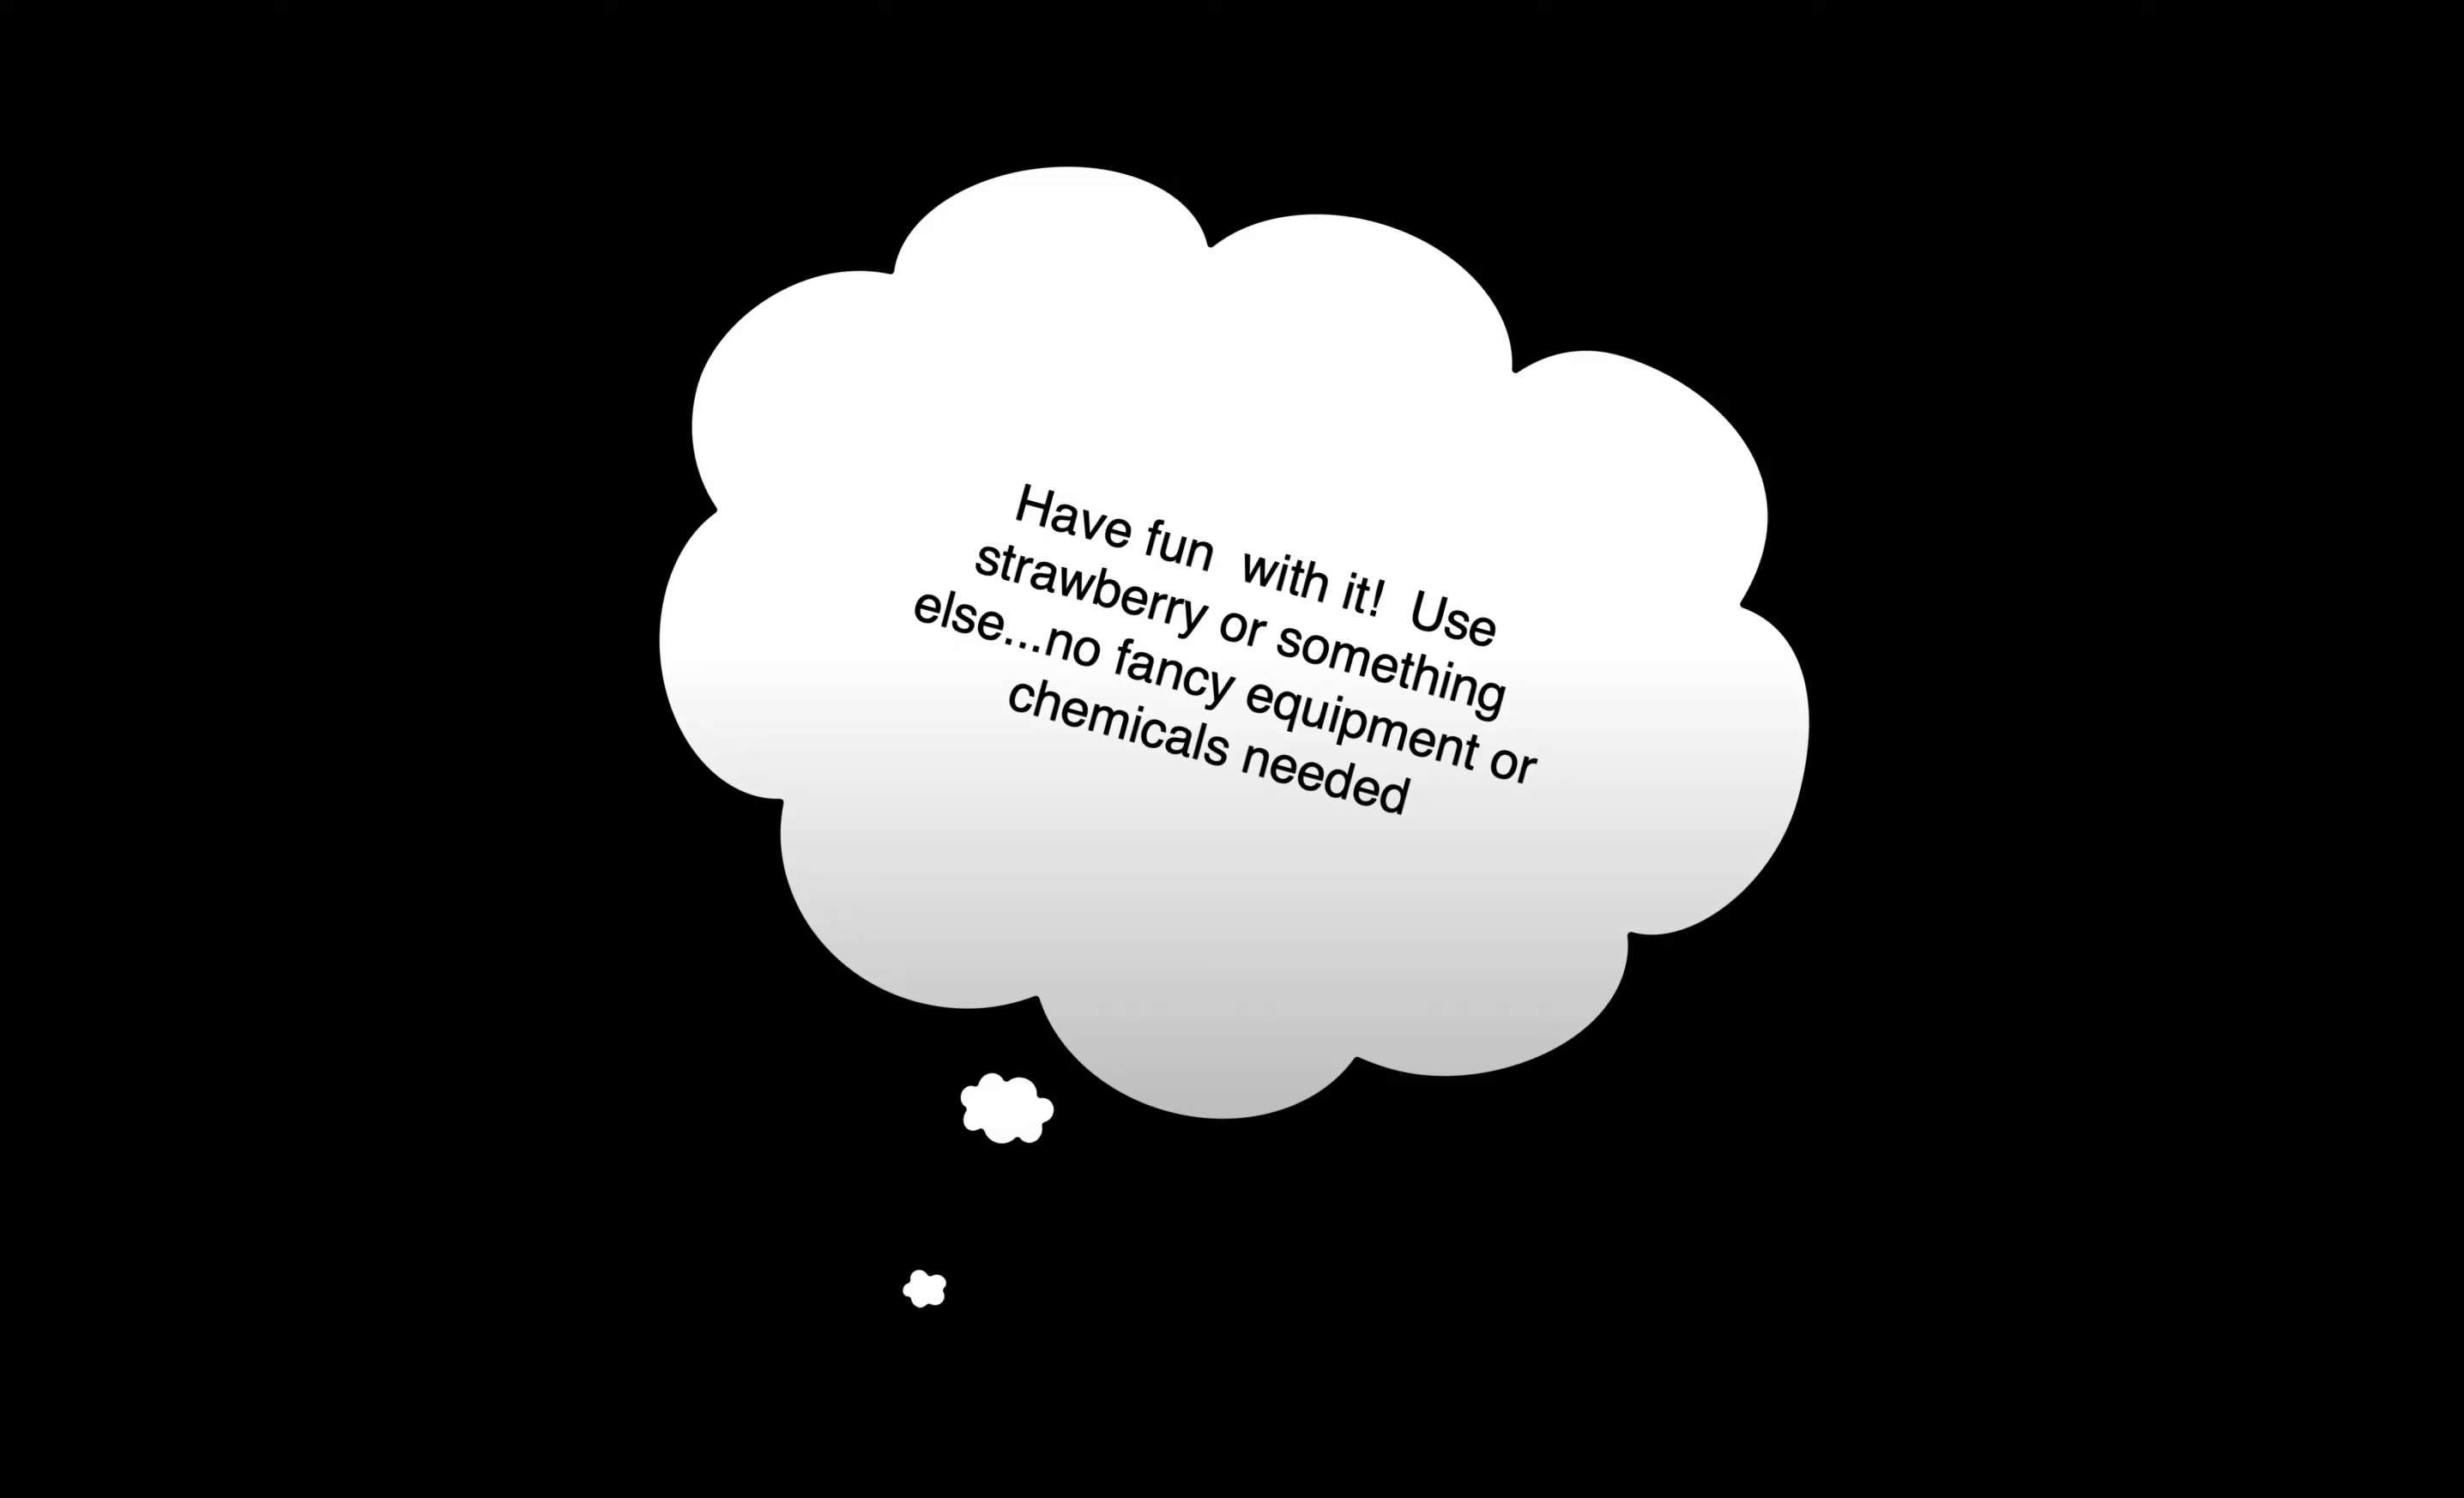 Have fun  with it!  Use
strawberry or something
else...no fancy equipment or
chemicals needed